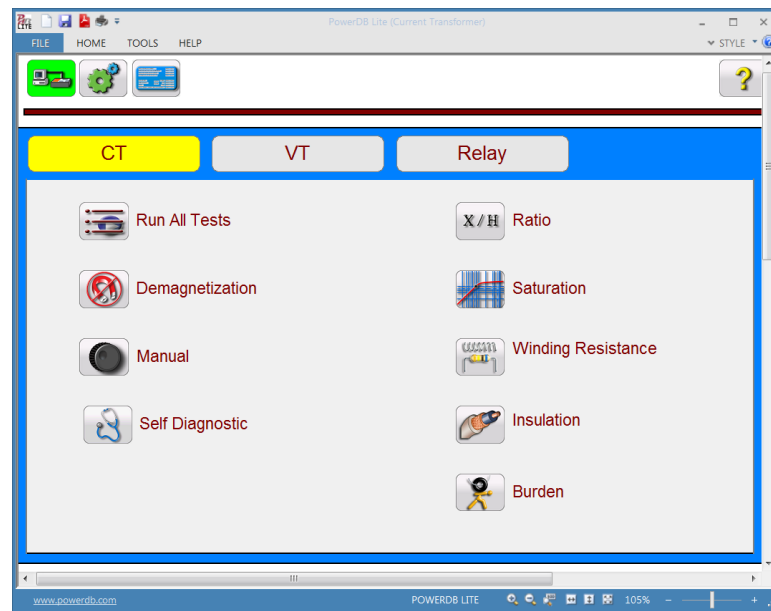 LITE
PowerDB Lite (Current Transformer)
FILE HOME TOOLS HELP
STYLE
?
CT VT Relay
Run All Tests
X/H Ratio
Demagnetization
Saturation
Manual
Winding Resistance
Self Diagnostic
Insulation
Burden
www.powerdb.com
POWERDB LITE
105%